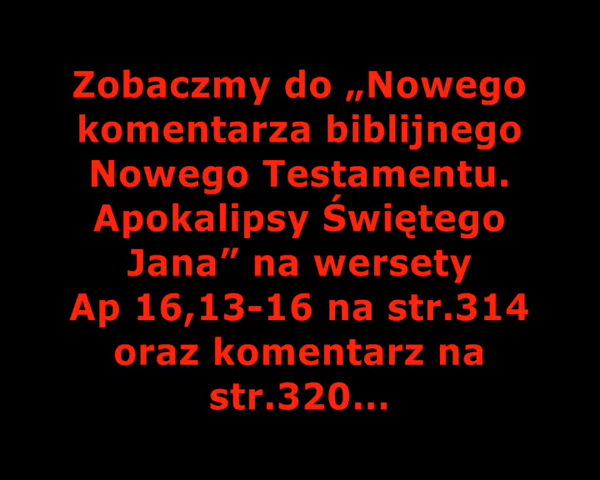 Zobaczmy do „Nowego
komentarza biblijnego
Nowego Testamentu.
Apokalipsy Świętego
Jana” na wersety
Ap 16,13-16 na str.314
oraz komentarz na
str.320...